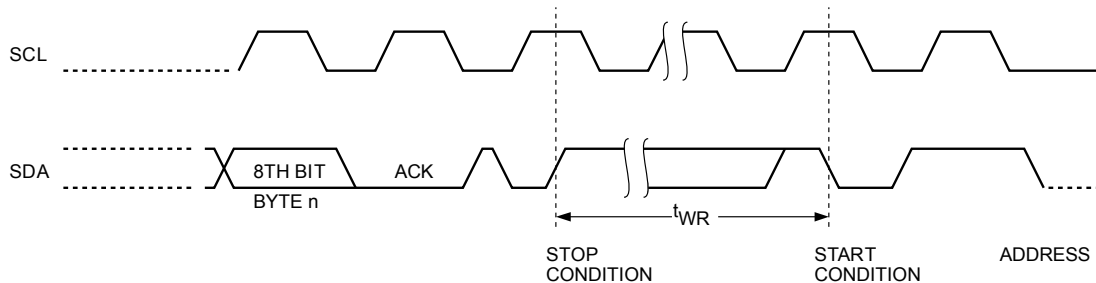 SCL
SDA
8TH BIT
ACK
BYTE n
tWR
STOP
CONDITION
START
CONDITION
ADDRESS